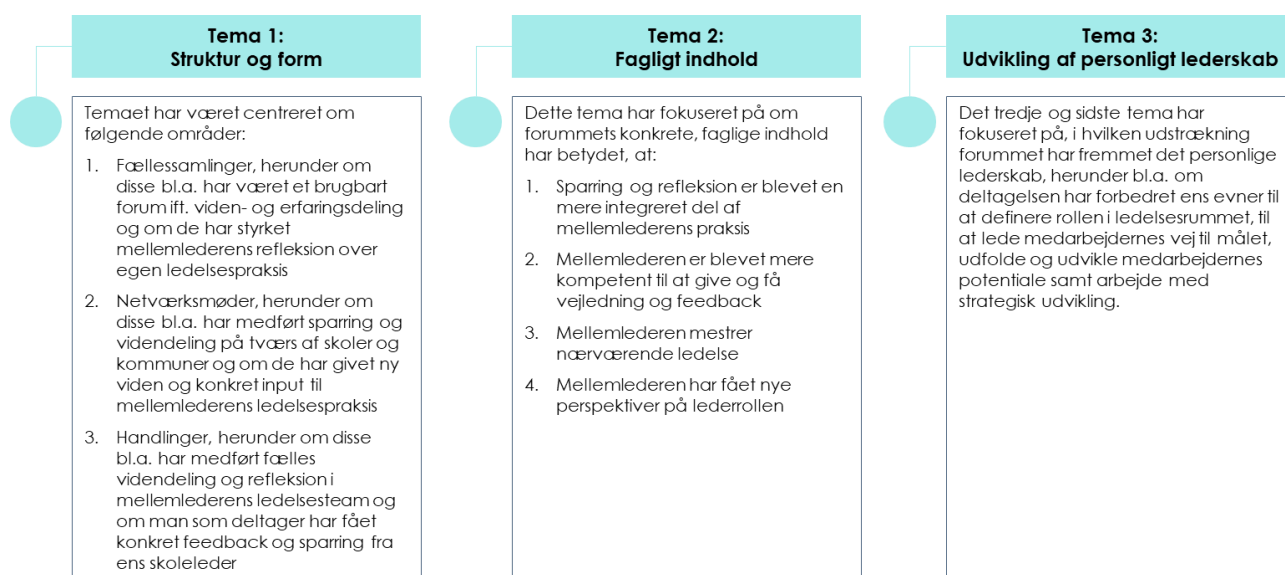 Tema 1:
Struktur og form
Temaet har været centreret om
følgende områder:
1. Fællessamlinger, herunder om
disse bl.a. har været et brugbart
forum ift. viden- og erfaringsdeling
og om de har styrket
mellemlederens refleksion over
egen ledelsespraksis
2. Netværksmøder, herunder om
disse bl.a. har medført sparring og
videndeling på tværs af skoler og
kommuner og om de har givet ny
viden og konkret input til
mellemlederens ledelsespraksis
3. Handlinger, herunder om disse
bl.a. har medført fælles
videndeling og refleksion i
mellemlederens ledelsesteam og
om man som deltager har fået
konkret feedback og sparring fra
ens skoleleder
Tema 2:
Fagligt indhold
Dette tema har fokuseret på om
forummets konkrete, faglige indhold
har betydet, at:
1. Sparring og refleksion er blevet en
mere integreret del af
mellemlederens praksis
2. Mellemlederen er blevet mere
kompetent til at give og få
vejledning og feedback
3. Mellemlederen mestrer
nærværende ledelse
4. Mellemlederen har fået nye
perspektiver på lederrollen
Tema 3:
Udvikling af personligt lederskab
Det tredje og sidste tema har
fokuseret på, i hvilken udstrækning
forummet har fremmet det personlige
lederskab, herunder bl.a. om
deltagelsen har forbedret ens evner til
at definere rollen i ledelsesrummet, til
at lede medarbejdernes vej til målet,
udfolde og udvikle medarbejdernes
potentiale samt arbejde med
strategisk udvikling.